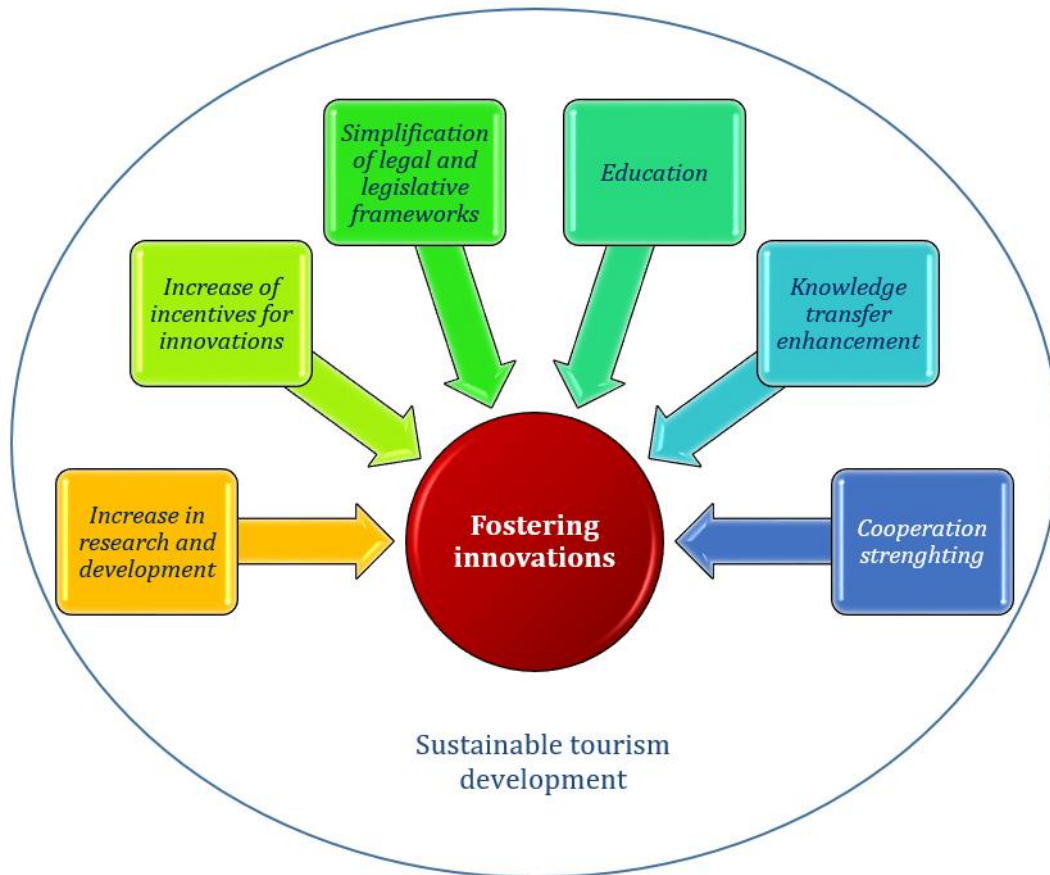 Simplification
of legal and
legislative
frameworks
Education
Increase of
incentives for
innovations
Knowledge
transfer
enhancement
Increase in
research and
development
Fostering
innovations
Cooperation
strenghting
Sustainable tourism
development